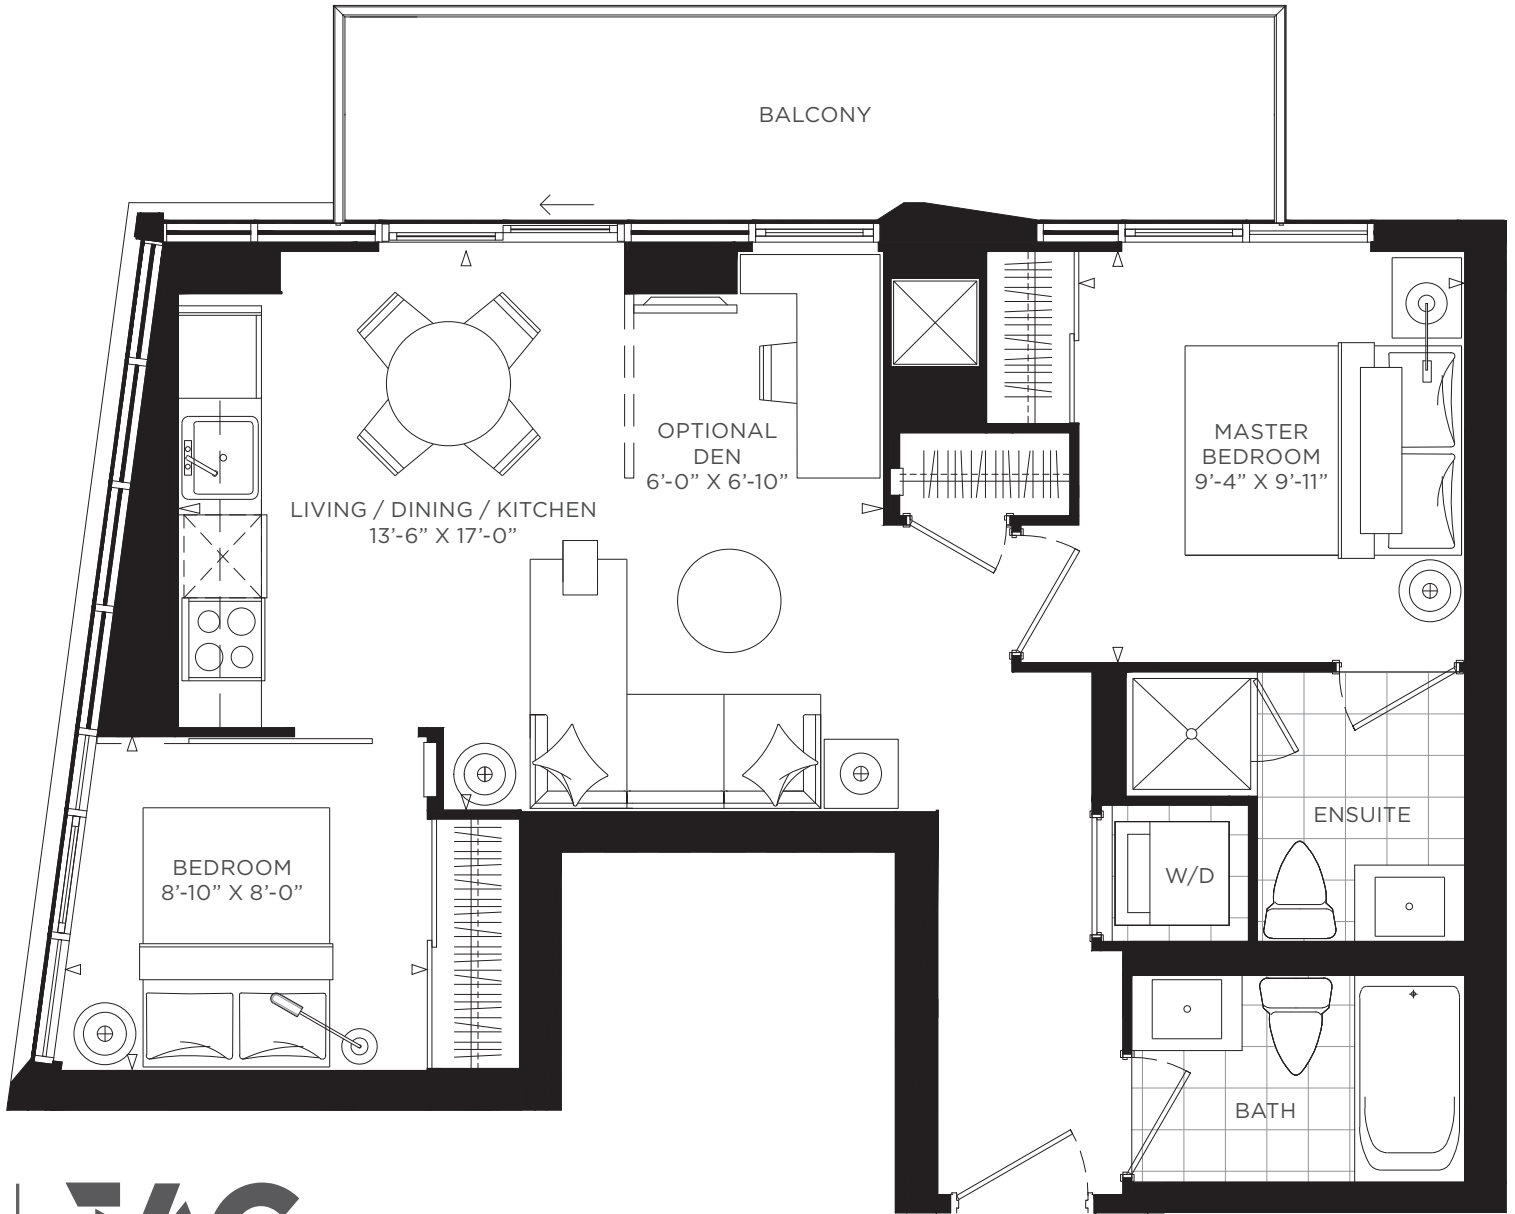 BALCONY
OPTIONAL
DEN
6’-0” X 6’-10”
MASTER
BEDROOM
9’-4” X 9’-11”
LIVING / DINING / KITCHEN
13’-6” X 17’-0”
ENSUITE
BEDROOM
8’-10” X 8’-0”
W/D
BATH